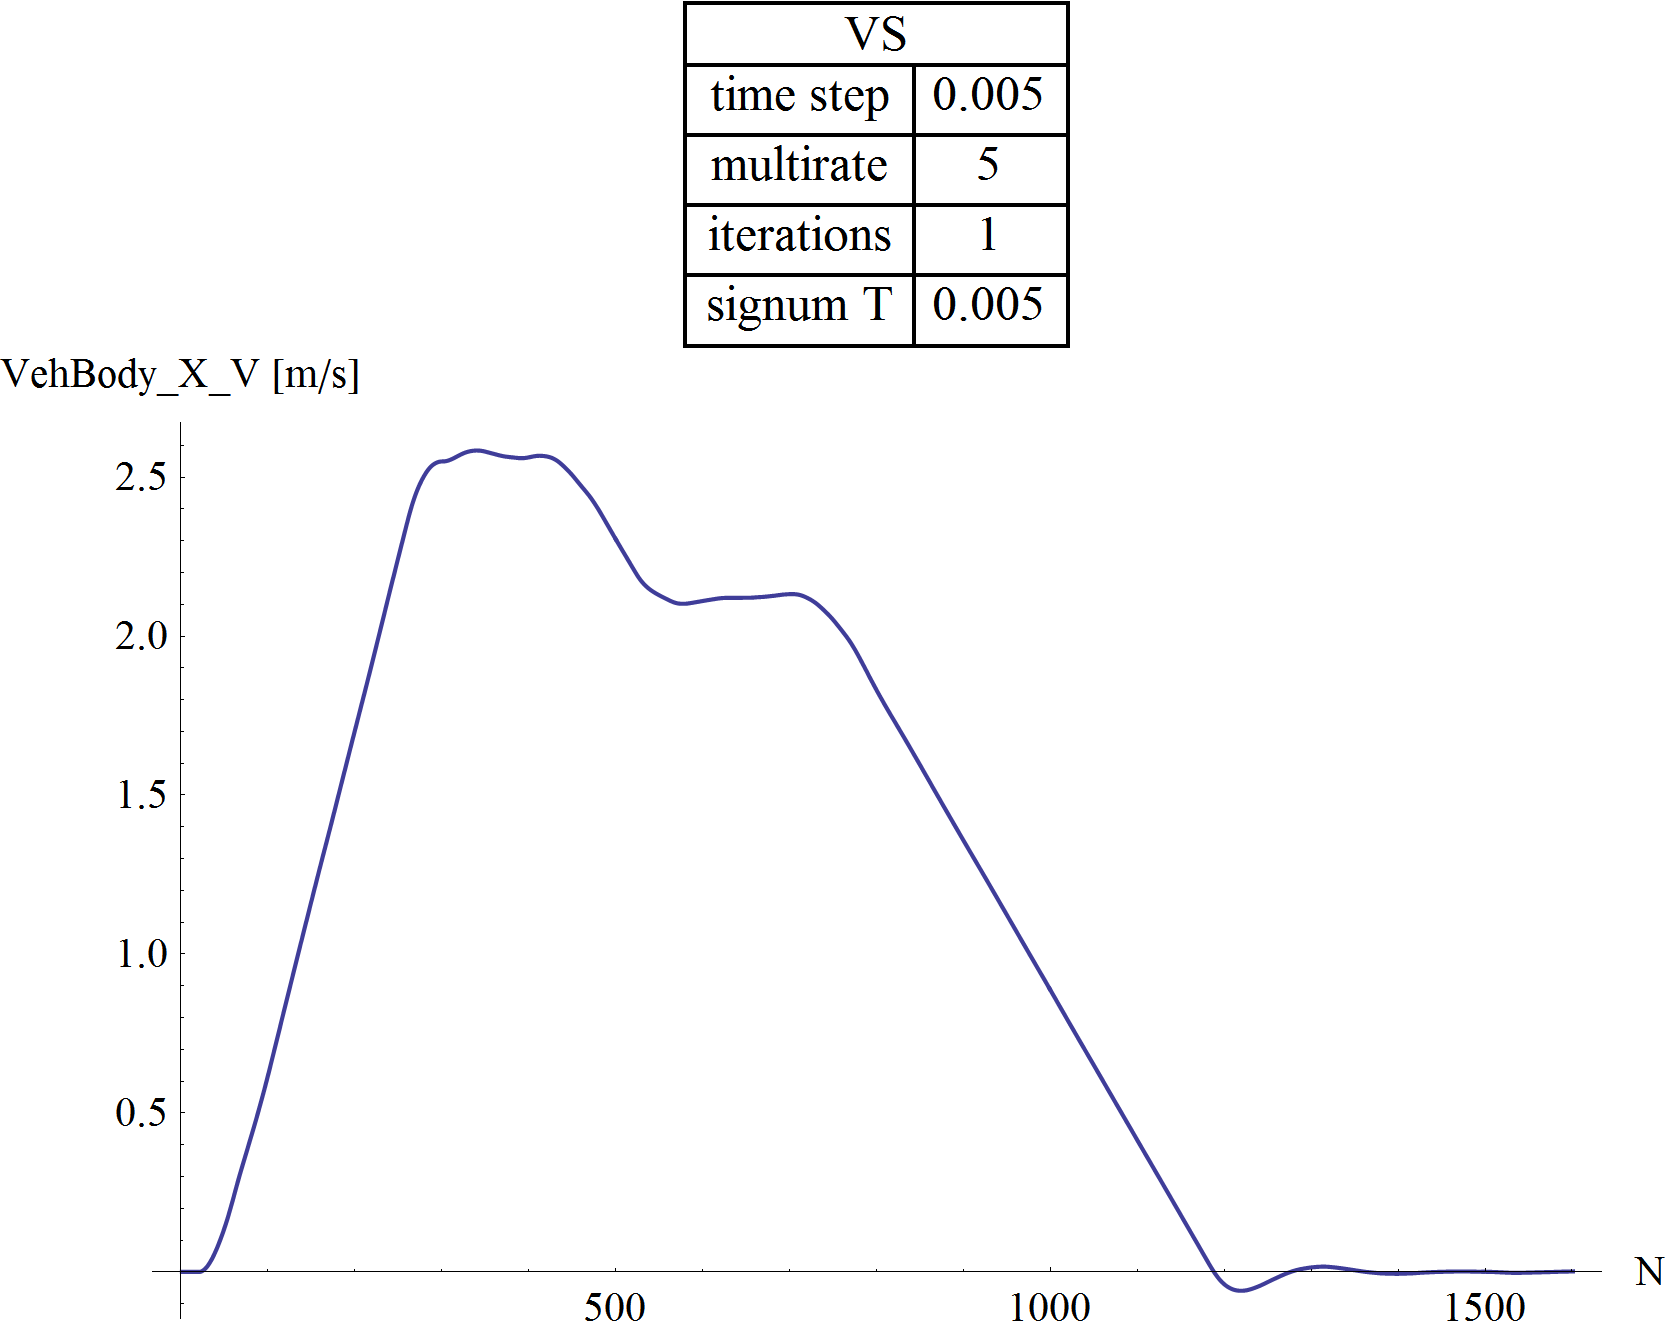 VS
time step 0.005
multirate 5
iterations 1
signum T 0.005
VehBody_X_V [m/s]
2.5
2.0
1.5
1.0
0.5
N
500 1000 1500